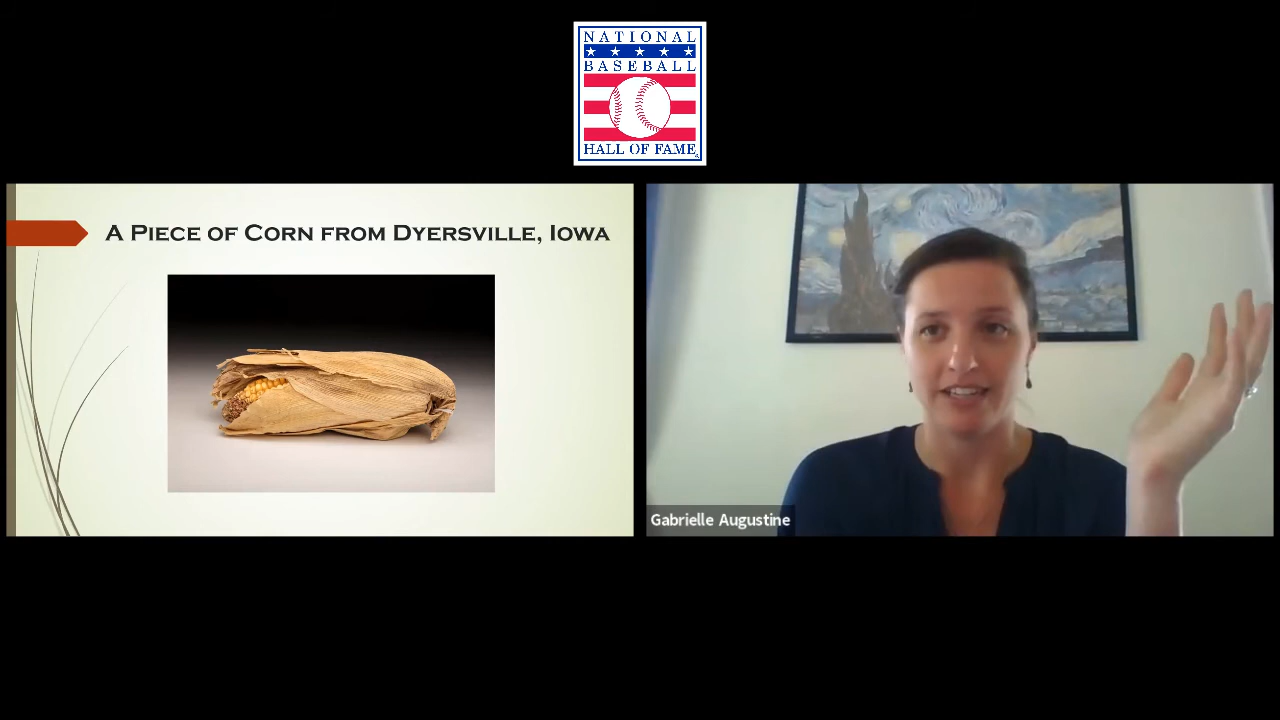 NATIONAL
BASEBALL
HALL OF FAME
A Piece of Corn from Dyersville, Iowa
Gabrielle Augustine